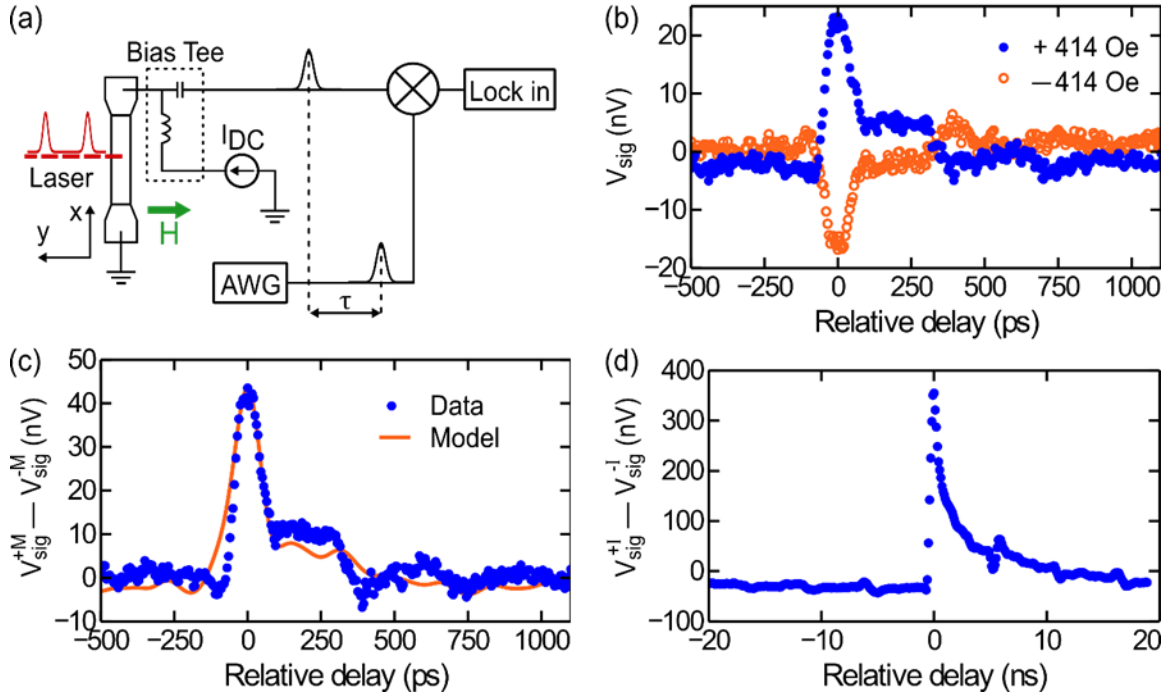 (a)
Bias Tee
Lock in
I_DC
Laser
x
y
H
AWG
τ
(b)
25
20
10
0
−10
−20
V_sig (nV)
+ 414 Oe
— 414 Oe
−500 −250 0 250 500 750 1000
Relative delay (ps)
(c)
50
40
30
20
10
0
−10
V_sig^+M — V_sig^-M (nV)
Data
Model
−500 −250 0 250 500 750 1000
Relative delay (ps)
(d)
400
300
200
100
0
−100
V_sig^+I — V_sig^-I (nV)
−20 −10 0 10 20
Relative delay (ns)